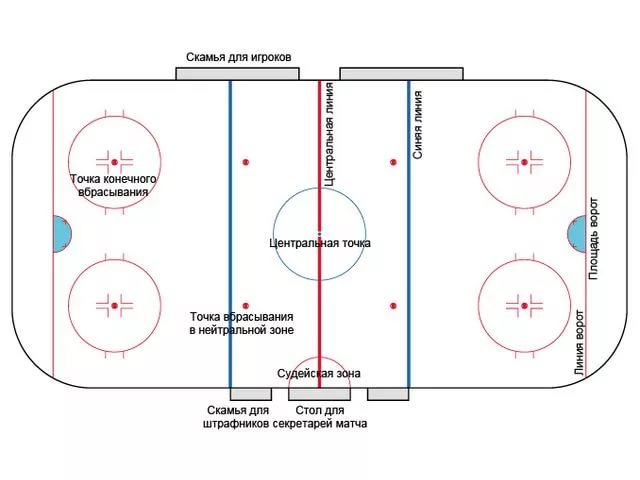 Скамья для игроков
Центральная линия
Синяя линия
Точка конечного
вбрасывания
Площадь ворот
Центральная точка
Точка вбрасывания
в нейтральной зоне
Линия ворот
Судейская зона
Скамья для
штрафников
Стол для
секретарей матча